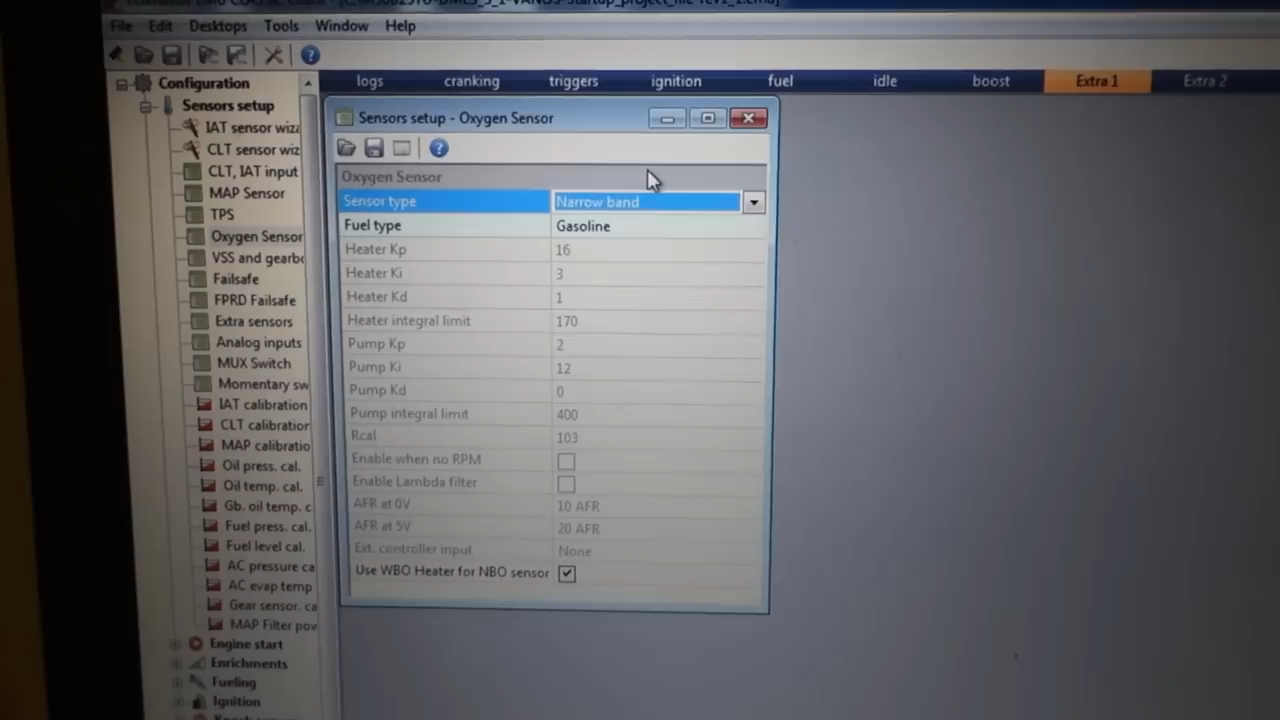 File Edit Desktops Tools Window Help
logs cranking triggers ignition fuel idle boost Extra 1 Extra 2
Configuration
Sensors setup
IAT sensor wiza
CLT sensor wiz
CLT, IAT input
MAP Sensor
TPS
Oxygen Sensor
VSS and gearbo
Failsafe
FPRD Failsafe
Extra sensors
Analog inputs
MUX Switch
Momentary sw
IAT calibration
CLT calibration
MAP calibratio
Oil press. cal.
Oil temp. cal.
Gb. oil temp. c
Fuel press. cal.
Fuel level cal.
AC pressure ca
AC evap temp
Gear sensor. ca
MAP Filter pow
Engine start
Enrichments
Fueling
Ignition
Sensors setup - Oxygen Sensor
Oxygen Sensor
Sensor type Narrow band
Fuel type Gasoline
Heater Kp 16
Heater Ki 3
Heater Kd 1
Heater integral limit 170
Pump Kp 2
Pump Ki 12
Pump Kd 0
Pump integral limit 400
Rcal 103
Enable when no RPM
Enable Lambda filter
AFR at 0V 10 AFR
AFR at 5V 20 AFR
Ext. controller input None
Use WBO Heater for NBO sensor